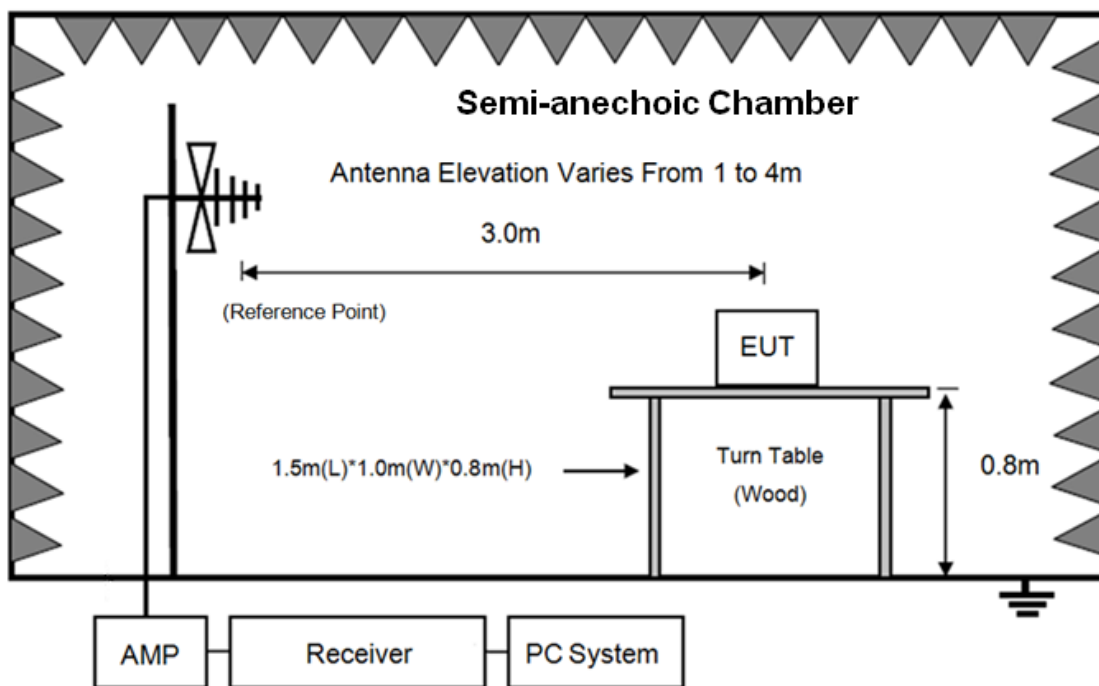 Semi-anechoic Chamber
Antenna Elevation Varies From 1 to 4m
3.0m
(Reference Point)
EUT
1.5m(L)*1.0m(W)*0.8m(H)
Turn Table
(Wood)
0.8m
AMP
Receiver
PC System